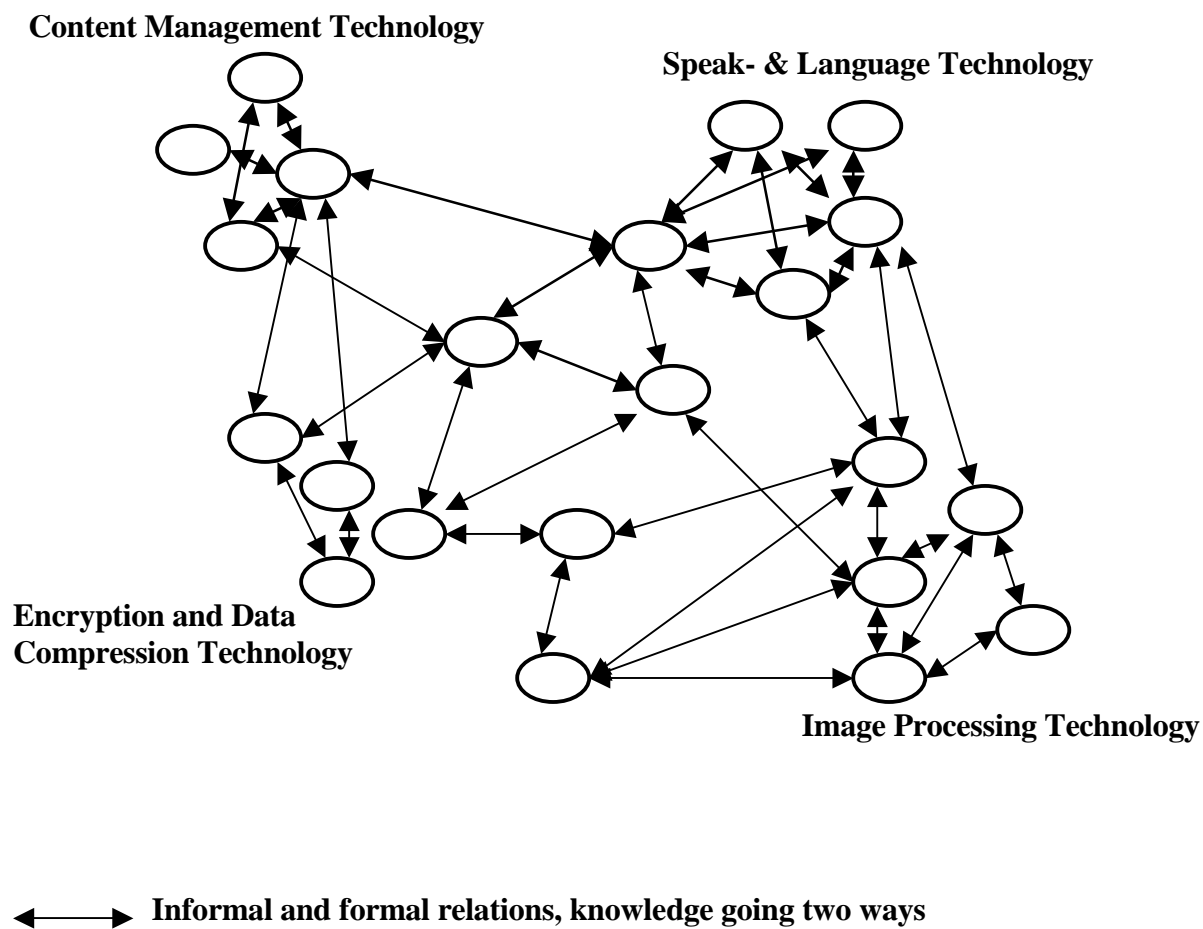 Content Management Technology
Speak- & Language Technology
Encryption and Data
Compression Technology
Image Processing Technology
Informal and formal relations, knowledge going two ways